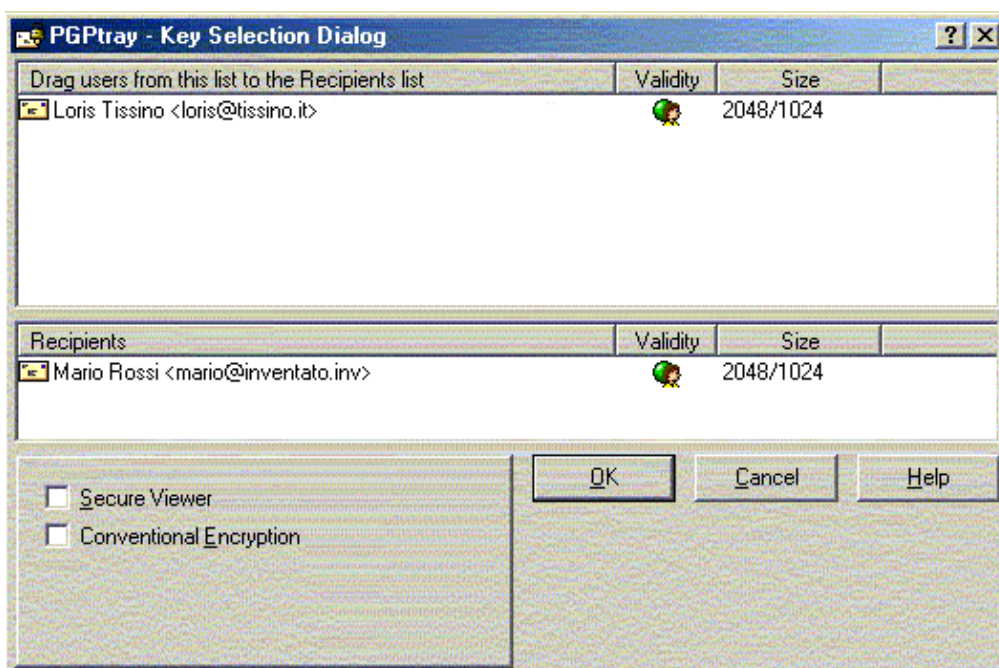 PGPtray - Key Selection Dialog
Drag users from this list to the Recipients list Validity Size
Loris Tissino <loris@tissino.it> 2048/1024
Recipients Validity Size
Mario Rossi <mario@inventato.inv> 2048/1024
OK Cancel Help
Secure Viewer
Conventional Encryption